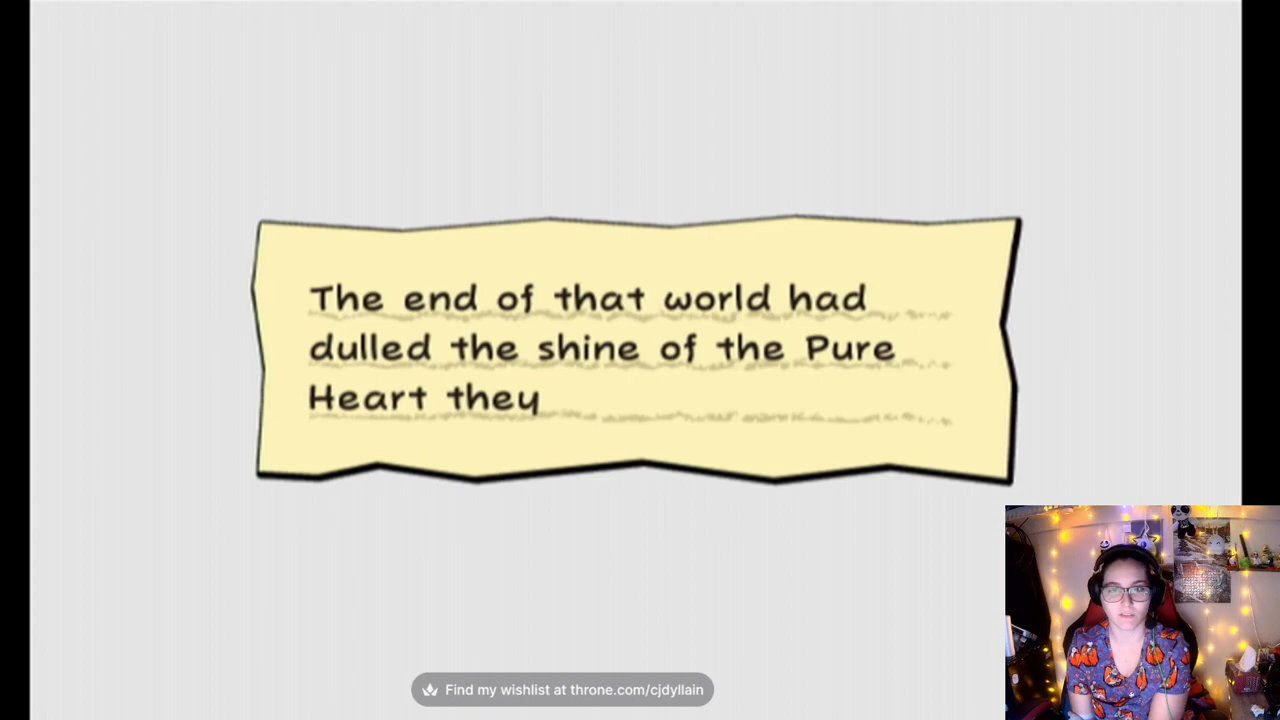 The end of that world had
dulled the shine of the Pure
Heart they
Find my wishlist at throne.com/cjdyllain